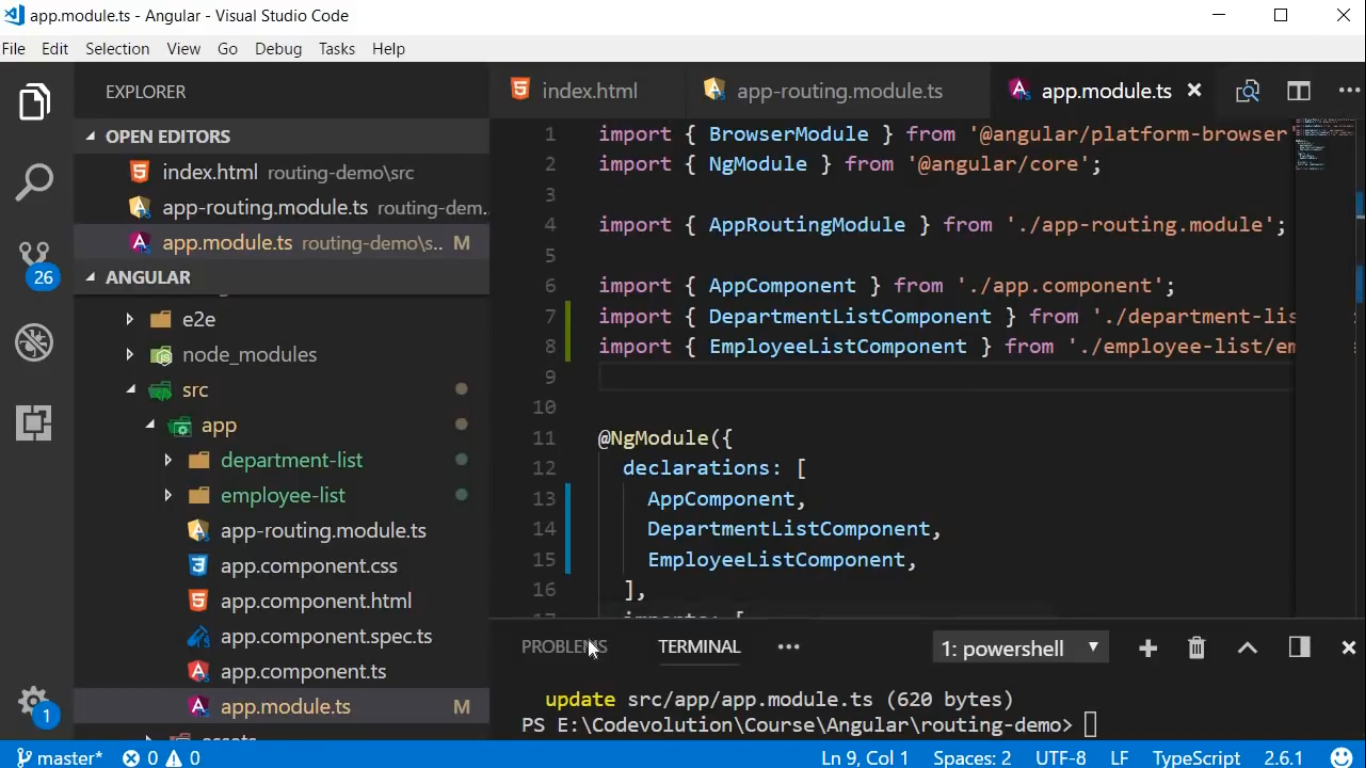 app.module.ts - Angular - Visual Studio Code
File Edit Selection View Go Debug Tasks Help
EXPLORER
OPEN EDITORS
index.html routing-demo\src
app-routing.module.ts routing-dem...
app.module.ts routing-demo\s.. M
ANGULAR
e2e
node_modules
src
app
department-list
employee-list
app-routing.module.ts
app.component.css
app.component.html
app.component.spec.ts
app.component.ts
app.module.ts M
26
1
index.html app-routing.module.ts app.module.ts
1 import { BrowserModule } from '@angular/platform-browser'
2 import { NgModule } from '@angular/core';
3
4 import { AppRoutingModule } from './app-routing.module';
5
6 import { AppComponent } from './app.component';
7 import { DepartmentListComponent } from './department-lis
8 import { EmployeeListComponent } from './employee-list/em
9
10
11 @NgModule({
12 declarations: [
13 AppComponent,
14 DepartmentListComponent,
15 EmployeeListComponent,
16 ],
PROBLEMS TERMINAL ••• 1: powershell
update src/app/app.module.ts (620 bytes)
PS E:\Codevolution\Course\Angular\routing-demo>
master* 0 0 Ln 9, Col 1 Spaces: 2 UTF-8 LF TypeScript 2.6.1